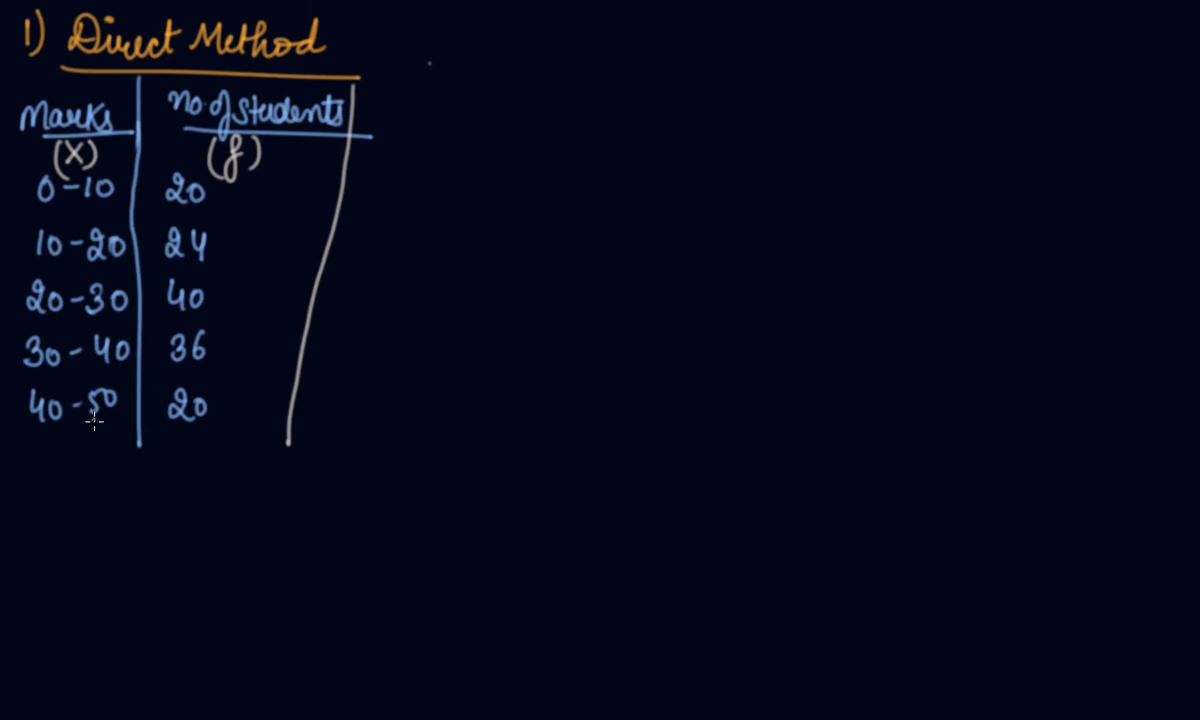 1) Direct Method
Marks No. of Students
(X) (f)
0-10 20
10-20 24
20-30 40
30-40 36
40-50 20